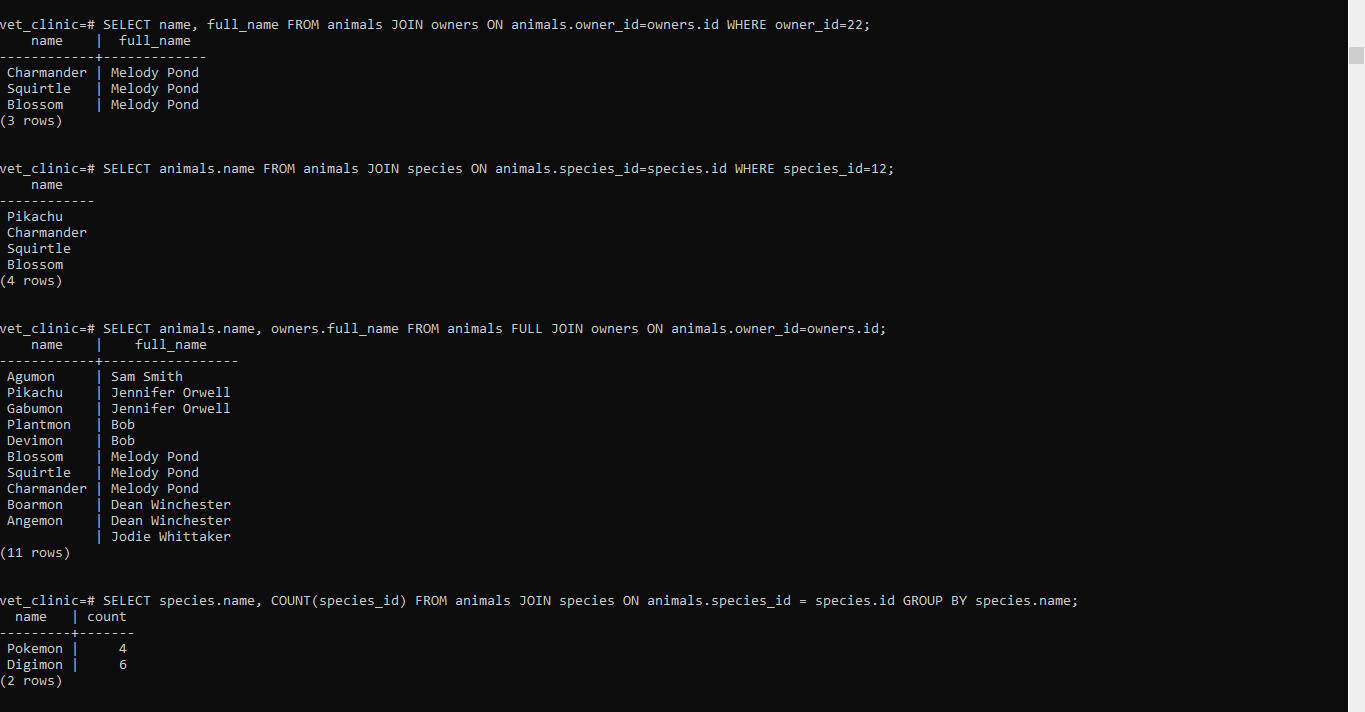 vet_clinic=# SELECT name, full_name FROM animals JOIN owners ON animals.owner_id=owners.id WHERE owner_id=22;
    name    |  full_name
------------+-------------
 Charmander | Melody Pond
 Squirtle   | Melody Pond
 Blossom    | Melody Pond
(3 rows)
vet_clinic=# SELECT animals.name FROM animals JOIN species ON animals.species_id=species.id WHERE species_id=12;
    name
------------
 Pikachu
 Charmander
 Squirtle
 Blossom
(4 rows)
vet_clinic=# SELECT animals.name, owners.full_name FROM animals FULL JOIN owners ON animals.owner_id=owners.id;
    name    |    full_name
------------+-----------------
 Agumon     | Sam Smith
 Pikachu    | Jennifer Orwell
 Gabumon    | Jennifer Orwell
 Plantmon   | Bob
 Devimon    | Bob
 Blossom    | Melody Pond
 Squirtle   | Melody Pond
 Charmander | Melody Pond
 Boarmon    | Dean Winchester
 Angemon    | Dean Winchester
            | Jodie Whittaker
(11 rows)
vet_clinic=# SELECT species.name, COUNT(species_id) FROM animals JOIN species ON animals.species_id = species.id GROUP BY species.name;
  name   | count
---------+-------
 Pokemon |     4
 Digimon |     6
(2 rows)